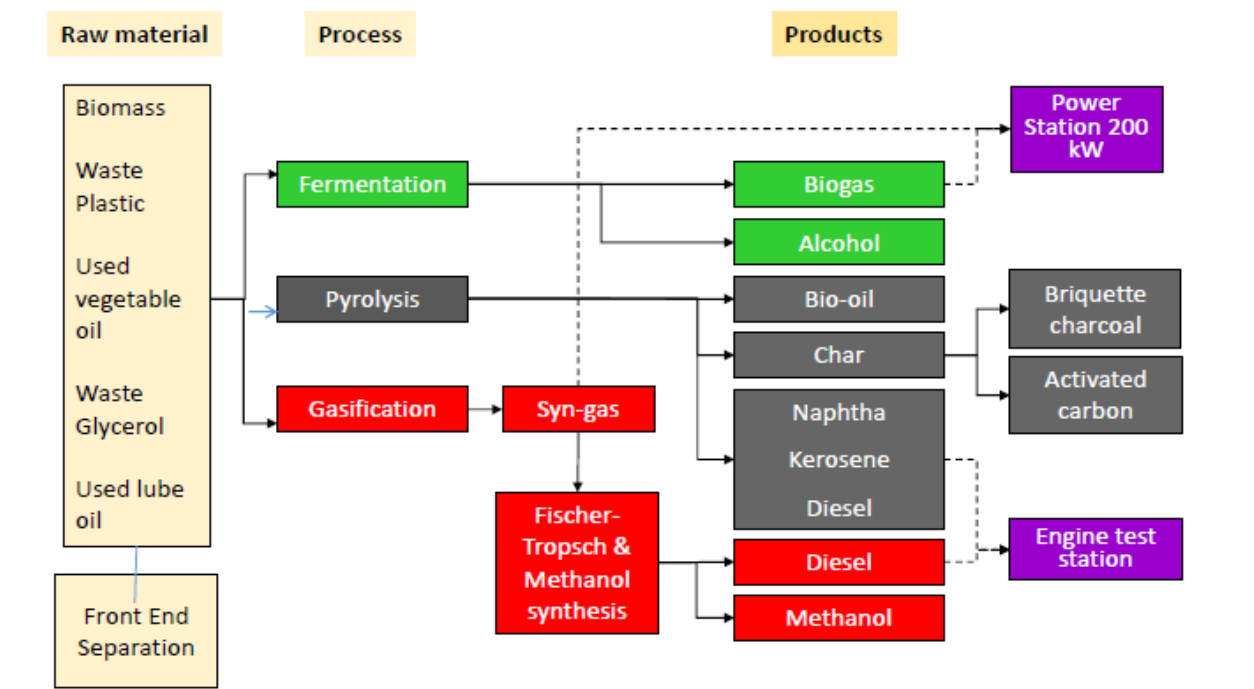 Raw material
Process
Products
Biomass
Waste
Plastic
Used
vegetable
oil
Waste
Glycerol
Used lube
oil
Front End
Separation
Fermentation
Pyrolysis
Gasification
Syn-gas
Fischer-
Tropsch &
Methanol
synthesis
Biogas
Alcohol
Bio-oil
Char
Naphtha
Kerosene
Diesel
Diesel
Methanol
Power
Station 200
kW
Briquette
charcoal
Activated
carbon
Engine test
station